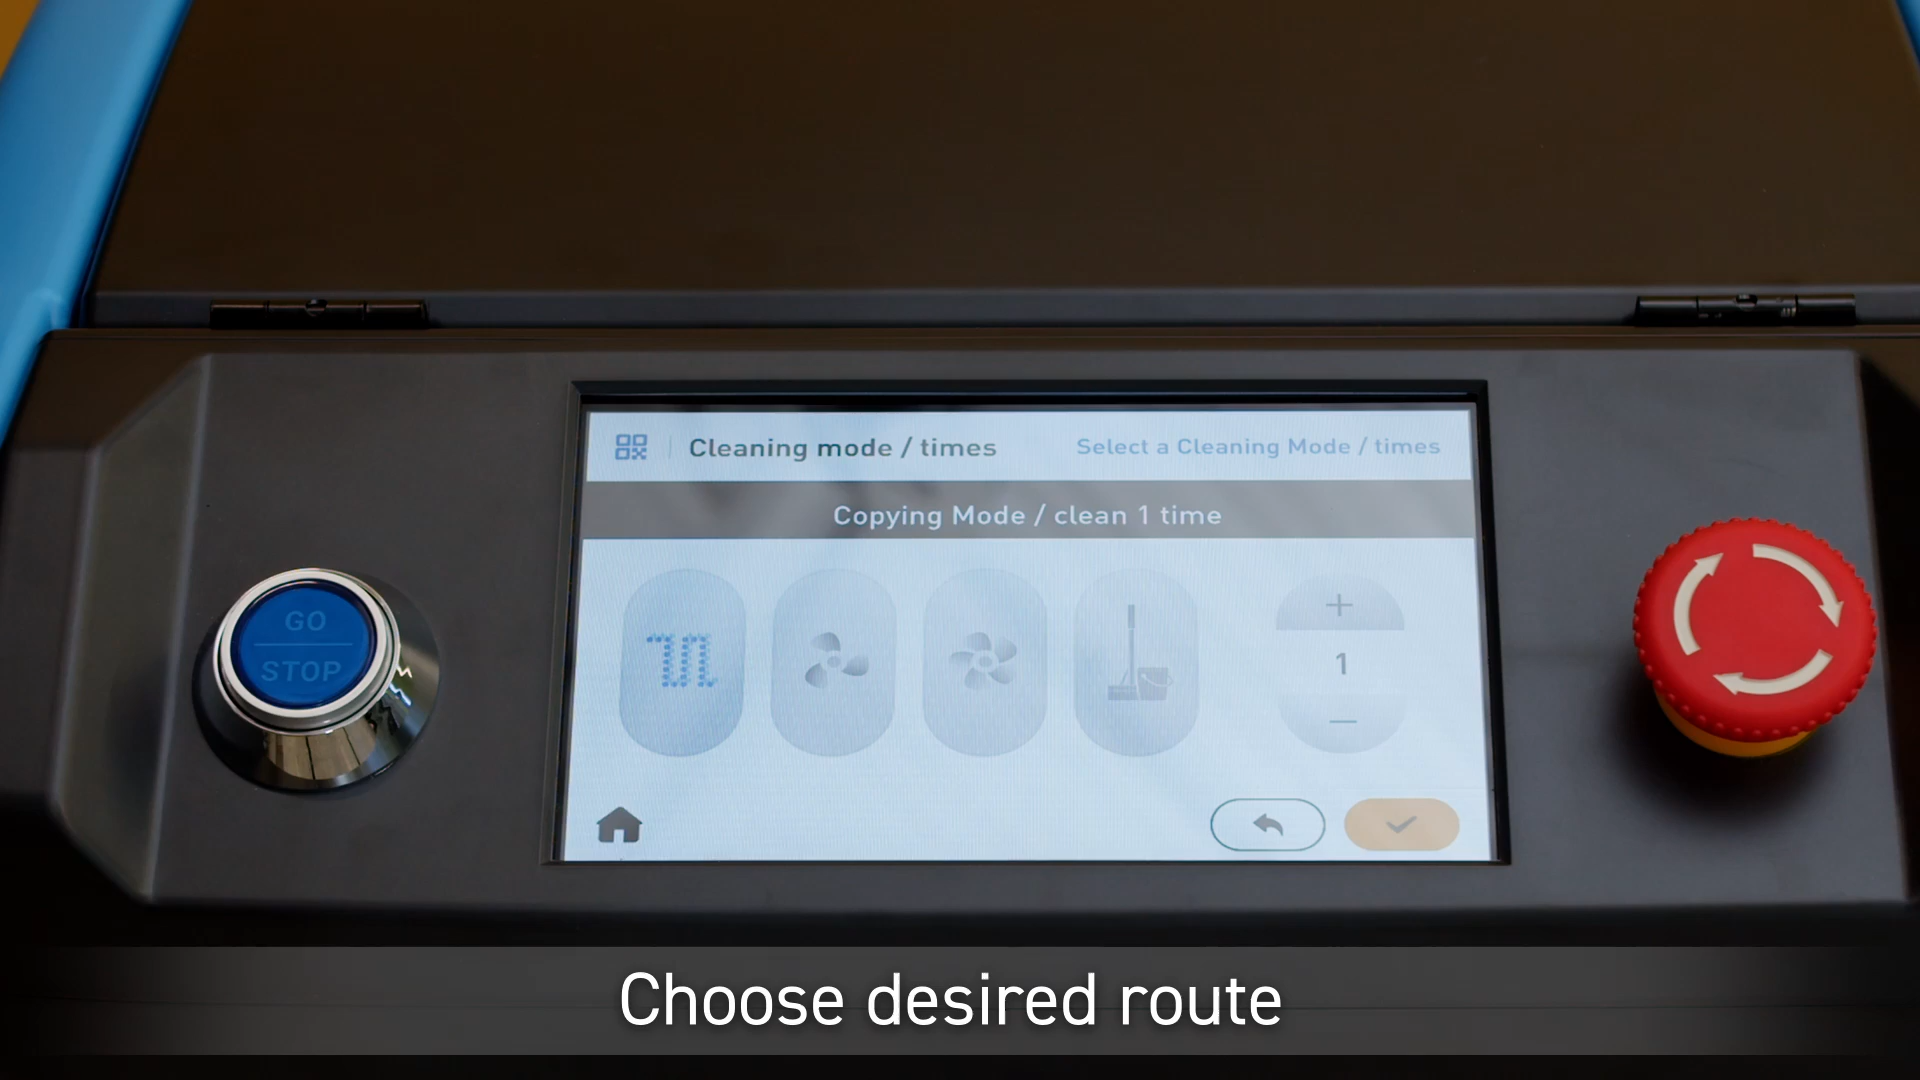 Cleaning mode / times
Select a Cleaning Mode / times
Copying Mode / clean 1 time
GO
STOP
+
1
−
Choose desired route